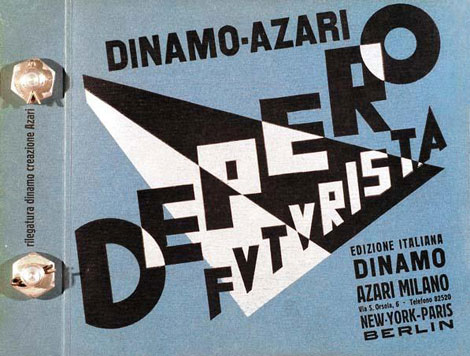 DINAMO-AZARI
DEPERO
FVTVRISTA
EDIZIONE ITALIANA
DINAMO
AZARI MILANO
Via S. Orsola, 6 - Telefono 82520
NEW-YORK-PARIS
BERLIN
rilegatura dinamo creazione Azari